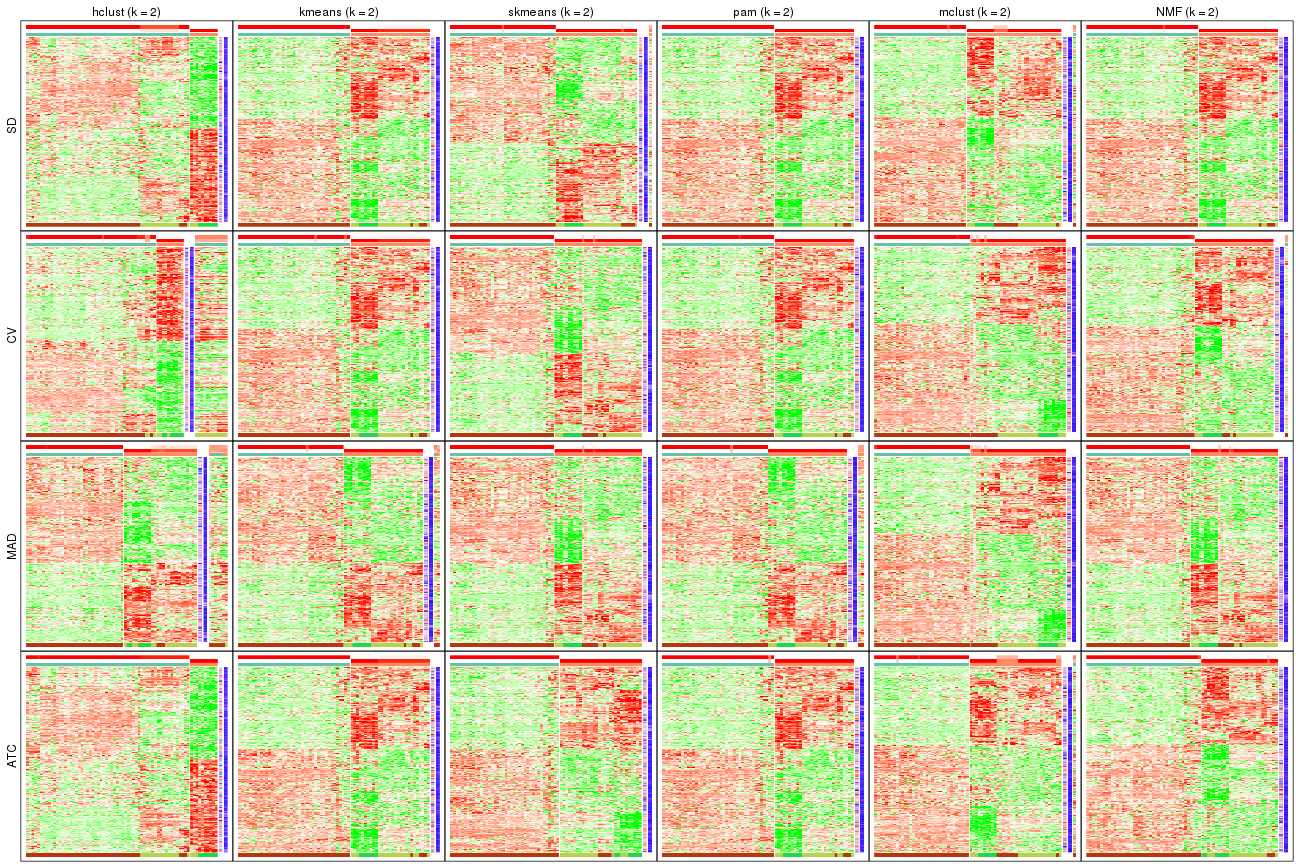 hclust (k = 2)
kmeans (k = 2)
skmeans (k = 2)
pam (k = 2)
mclust (k = 2)
NMF (k = 2)
SD
CV
MAD
ATC